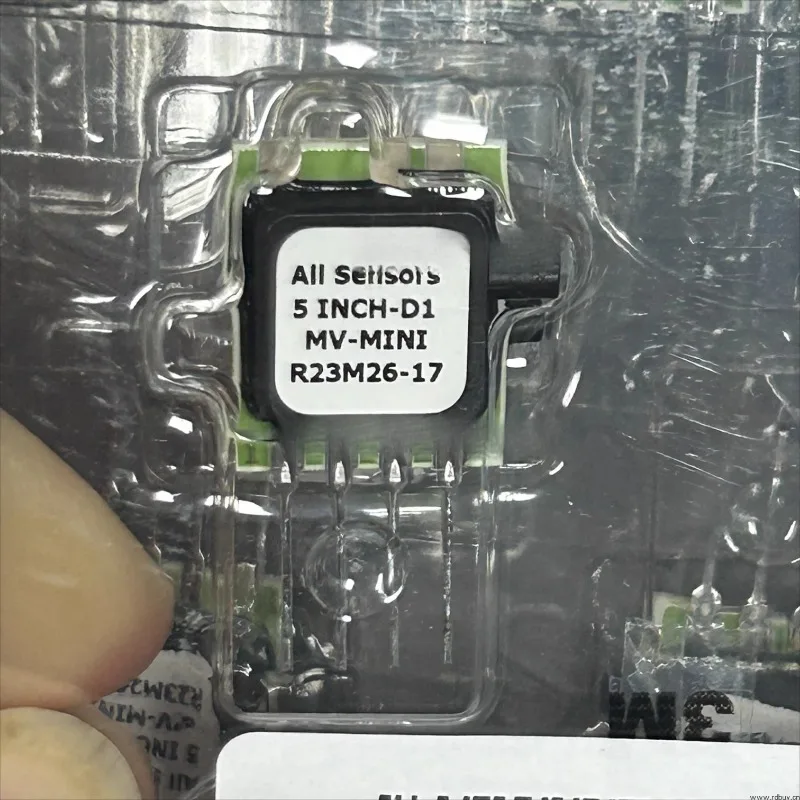 All Sensors
5 INCH-D1
MV-MINI
R23M26-17
www.rdbuy.cn